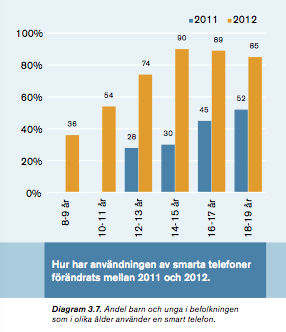 2011 2012
100%
80%
60%
40%
20%
0%
36
54
28 74
30 90
45 89
52 85
8-9 år
10-11 år
12-13 år
14-15 år
16-17 år
18-19 år
Hur har användningen av smarta telefoner
förändrats mellan 2011 och 2012.
Diagram 3.7. Andel barn och unga i befolkningen
som i olika ålder använder en smart telefon.